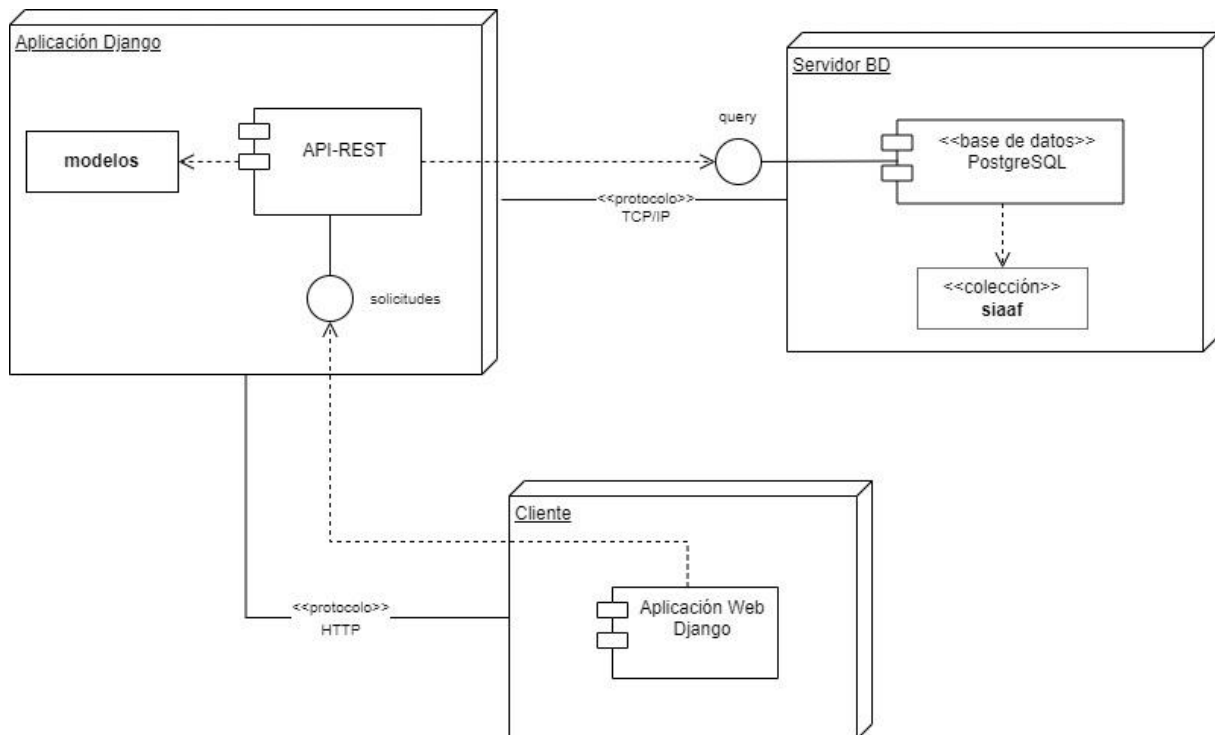 Aplicación Django
modelos
API-REST
solicitudes
query
<<protocolo>>
TCP/IP
Servidor BD
<<base de datos>>
PostgreSQL
<<colección>>
siaaf
<<protocolo>>
HTTP
Cliente
Aplicación Web
Django